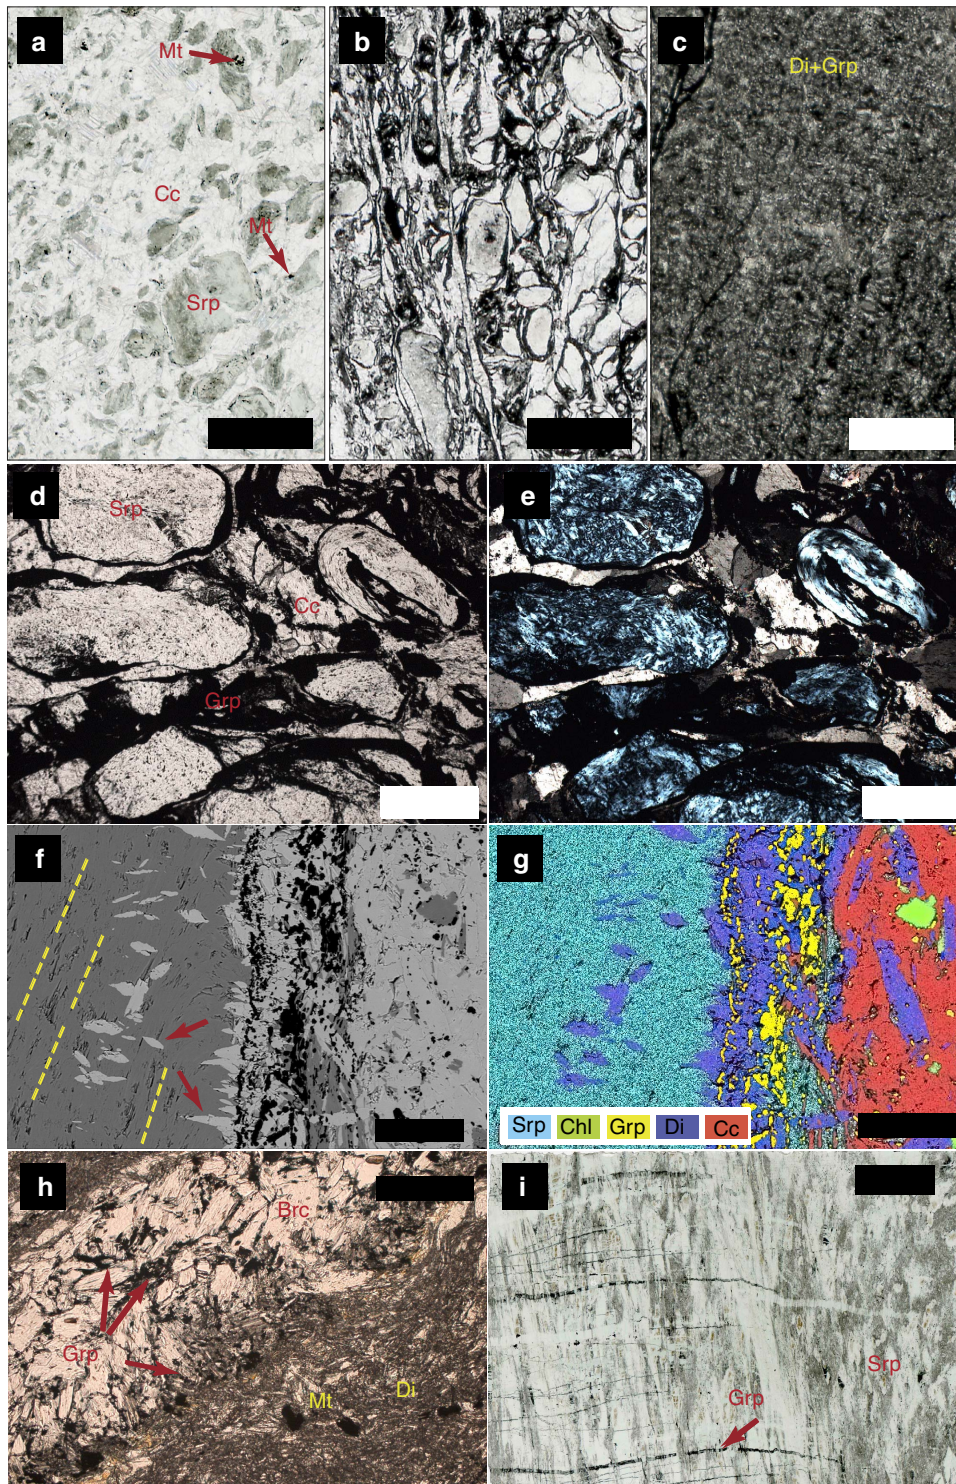 a
Mt
Cc
Mt
Srp
b
c
Di+Grp
d
Srp
Cc
Grp
e
f
g
Srp Chl Grp Di Cc
h
Brc
Grp
Mt
Di
i
Srp
Grp